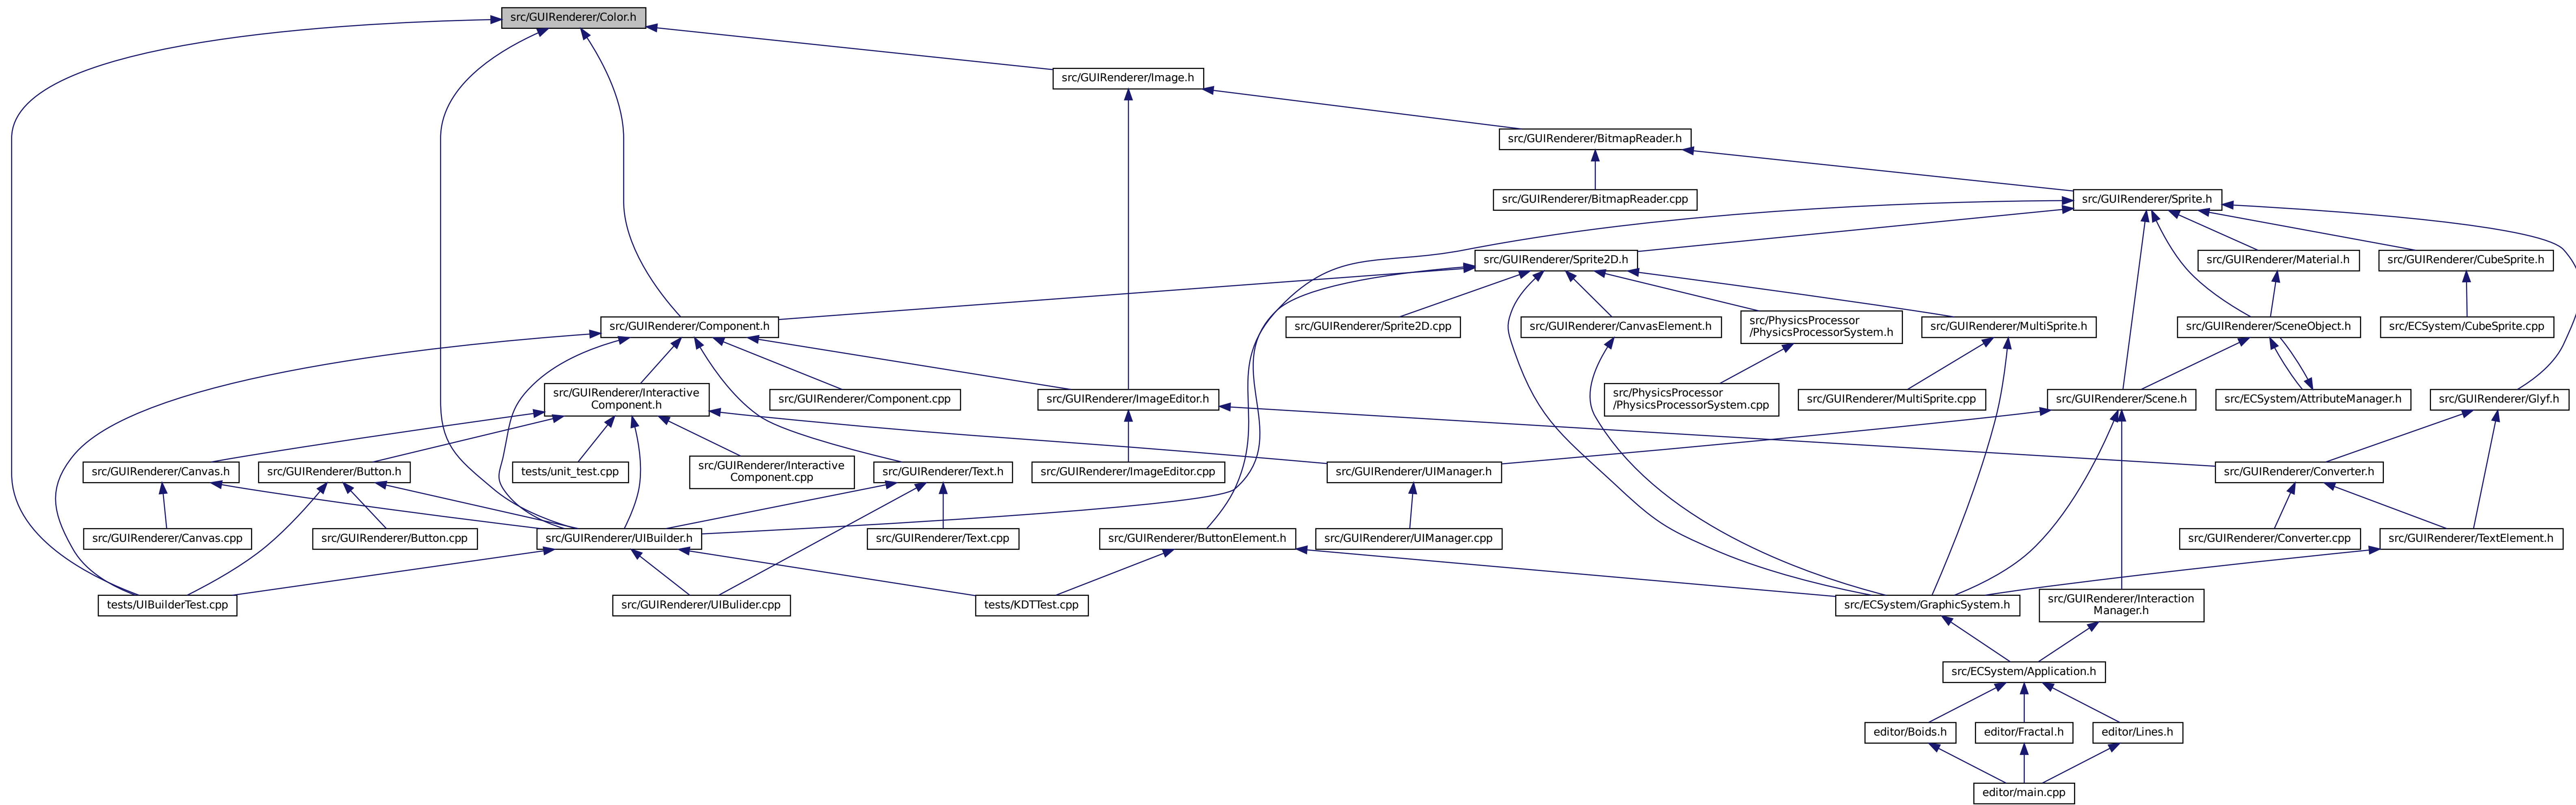 src/GUIRenderer/Color.h
src/GUIRenderer/Image.h
src/GUIRenderer/BitmapReader.h
src/GUIRenderer/BitmapReader.cpp
src/GUIRenderer/Sprite.h
src/GUIRenderer/Sprite2D.h
src/GUIRenderer/Material.h
src/GUIRenderer/CubeSprite.h
src/GUIRenderer/Component.h
src/GUIRenderer/Sprite2D.cpp
src/GUIRenderer/CanvasElement.h
src/PhysicsProcessor
/PhysicsProcessorSystem.h
src/GUIRenderer/MultiSprite.h
src/GUIRenderer/SceneObject.h
src/ECSystem/CubeSprite.cpp
src/GUIRenderer/Interactive
Component.h
src/GUIRenderer/Component.cpp
src/GUIRenderer/ImageEditor.h
src/PhysicsProcessor
/PhysicsProcessorSystem.cpp
src/GUIRenderer/MultiSprite.cpp
src/GUIRenderer/Scene.h
src/ECSystem/AttributeManager.h
src/GUIRenderer/Glyf.h
src/GUIRenderer/Canvas.h
src/GUIRenderer/Button.h
tests/unit_test.cpp
src/GUIRenderer/Interactive
Component.cpp
src/GUIRenderer/Text.h
src/GUIRenderer/ImageEditor.cpp
src/GUIRenderer/UIManager.h
src/GUIRenderer/Converter.h
src/GUIRenderer/Canvas.cpp
src/GUIRenderer/Button.cpp
src/GUIRenderer/UIBuilder.h
src/GUIRenderer/Text.cpp
src/GUIRenderer/ButtonElement.h
src/GUIRenderer/UIManager.cpp
src/GUIRenderer/Converter.cpp
src/GUIRenderer/TextElement.h
tests/UIBuilderTest.cpp
src/GUIRenderer/UIBulider.cpp
tests/KDTTest.cpp
src/ECSystem/GraphicSystem.h
src/GUIRenderer/Interaction
Manager.h
src/ECSystem/Application.h
editor/Boids.h
editor/Fractal.h
editor/Lines.h
editor/main.cpp